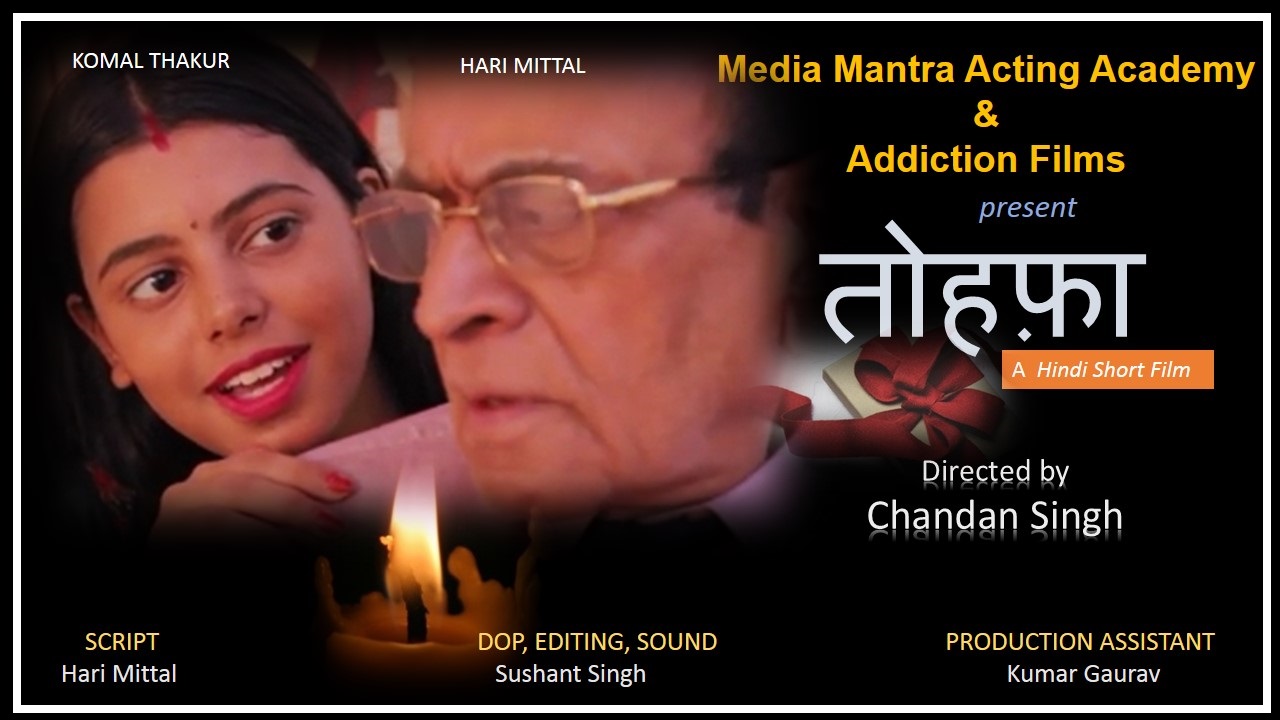 KOMAL THAKUR
HARI MITTAL
Media Mantra Acting Academy
&
Addiction Films
present
तोहफ़ा
A Hindi Short Film
Directed by
Chandan Singh
SCRIPT
Hari Mittal
DOP, EDITING, SOUND
Sushant Singh
PRODUCTION ASSISTANT
Kumar Gaurav